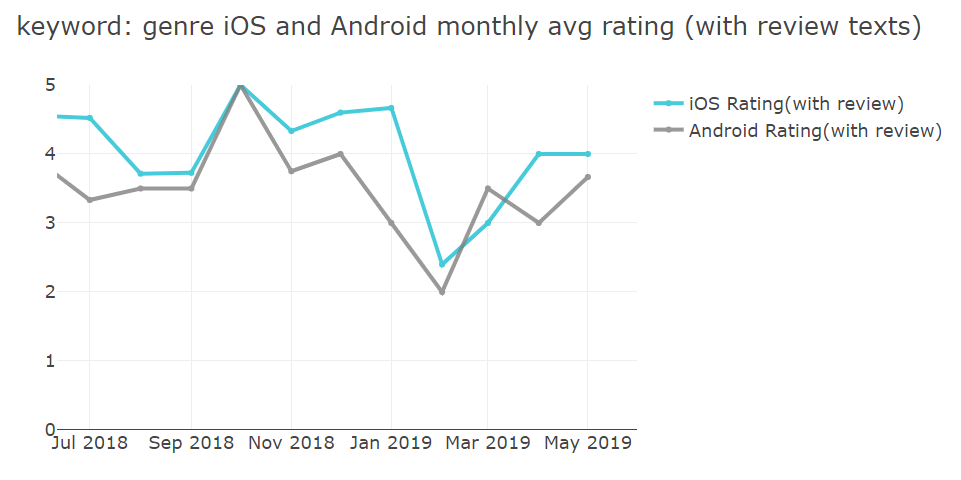 keyword: genre iOS and Android monthly avg rating (with review texts)
5
4
3
2
1
0
Jul 2018 Sep 2018 Nov 2018 Jan 2019 Mar 2019 May 2019
iOS Rating(with review)
Android Rating(with review)